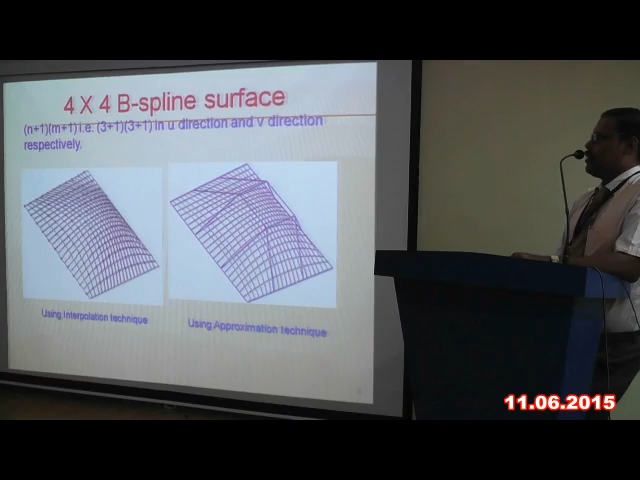 4 X 4 B-spline surface
(n+1)(m+1) i.e. (3+1)(3+1) in u direction and v direction
respectively.
Using Interpolation technique
Using Approximation technique
11.06.2015